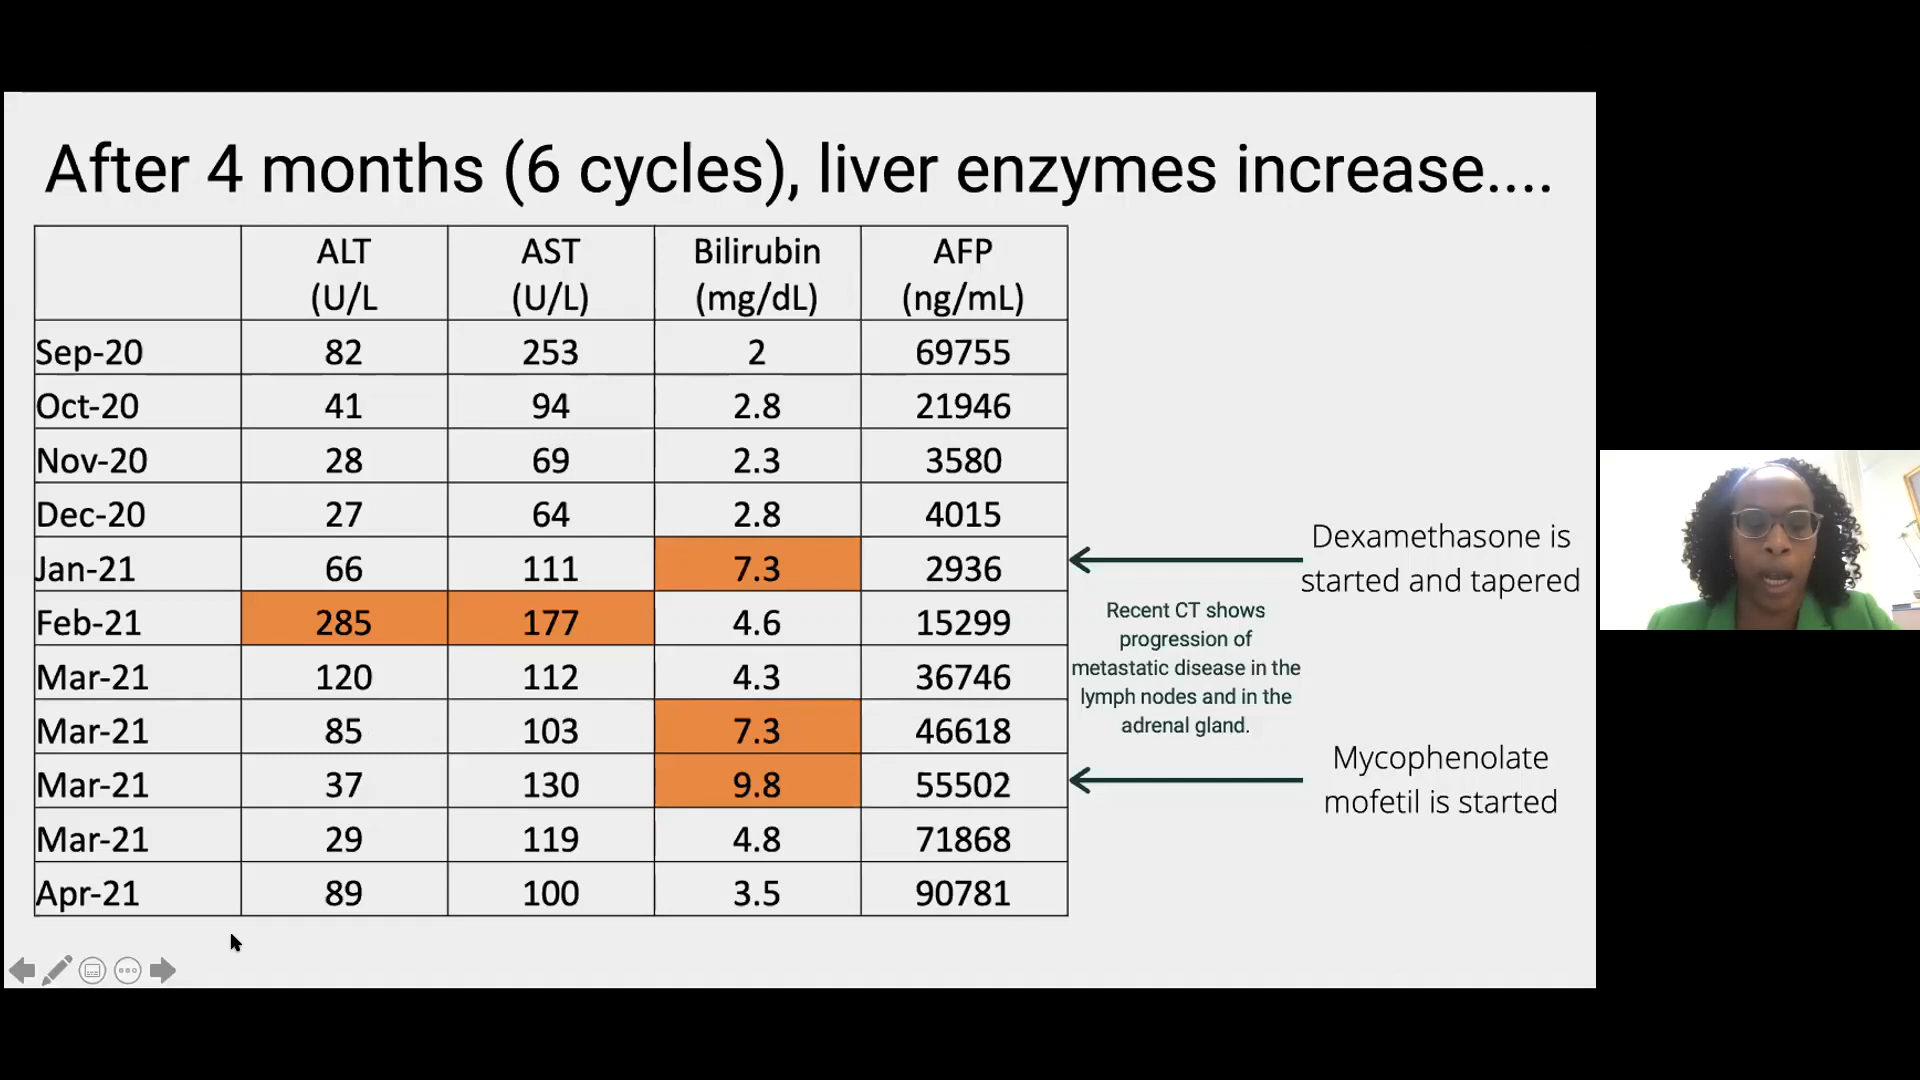 After 4 months (6 cycles), liver enzymes increase....
ALT AST Bilirubin AFP
(U/L (U/L) (mg/dL) (ng/mL)
Sep-20 82 253 2 69755
Oct-20 41 94 2.8 21946
Nov-20 28 69 2.3 3580
Dec-20 27 64 2.8 4015
Jan-21 66 111 7.3 2936
Feb-21 285 177 4.6 15299
Mar-21 120 112 4.3 36746
Mar-21 85 103 7.3 46618
Mar-21 37 130 9.8 55502
Mar-21 29 119 4.8 71868
Apr-21 89 100 3.5 90781
Dexamethasone is
started and tapered
Recent CT shows
progression of
metastatic disease in the
lymph nodes and in the
adrenal gland.
Mycophenolate
mofetil is started